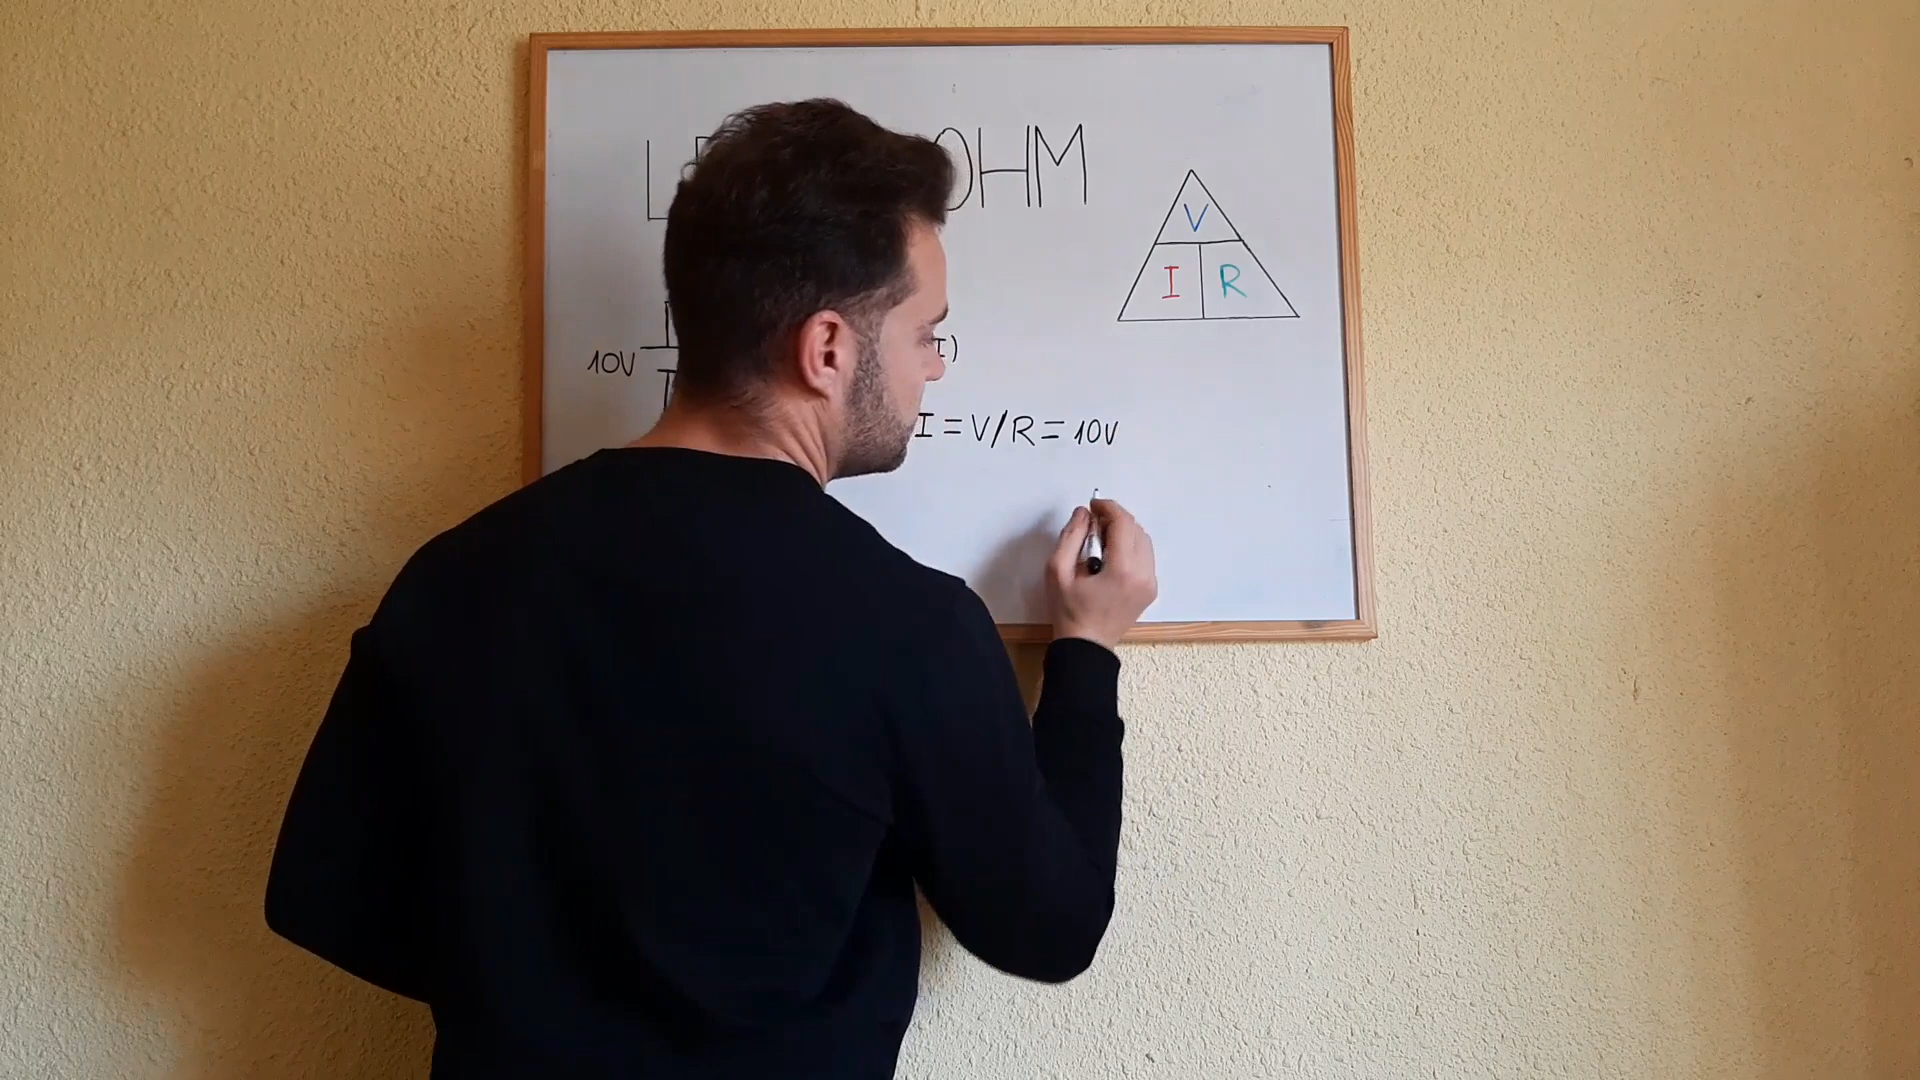 OHM
V
I R
10V
I)
I = V/R = 10V